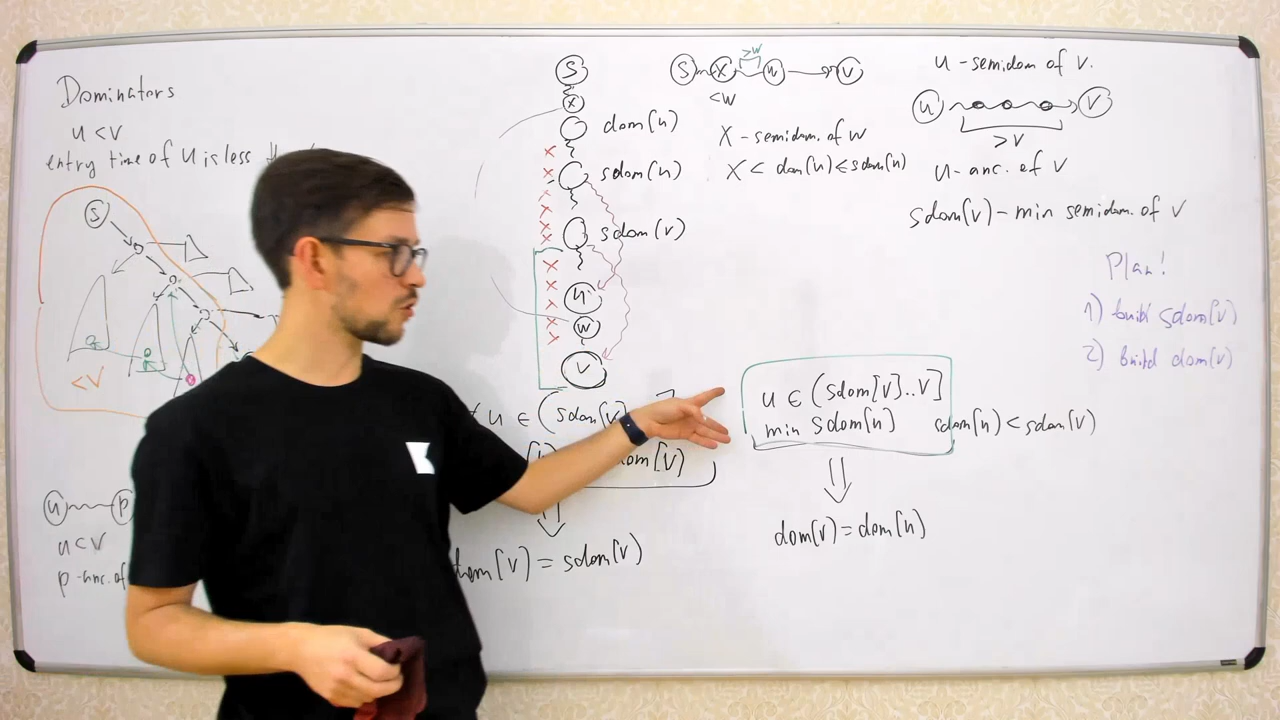 Dominators
u < v
entry time of u is less
S
< v
u p
u < v
p - anc. of
S
x
dom(u)
sdom(u)
sdom(v)
u
w
v
u ∈ (sdom[v]
dom[v]
dom[v] = sdom(v)
S x >w w v
<w
x - semidom. of w
x < dom(u) ≤ sdom(u)
u ∈ (sdom[v]..v]
min sdom[u] sdom(u) < sdom(v)
dom(v) = dom(u)
u - semidom of v.
u v
> v
u - anc. of v
sdom(v) - min semidom. of v
Plan!
1) build sdom(v)
2) build dom(v)